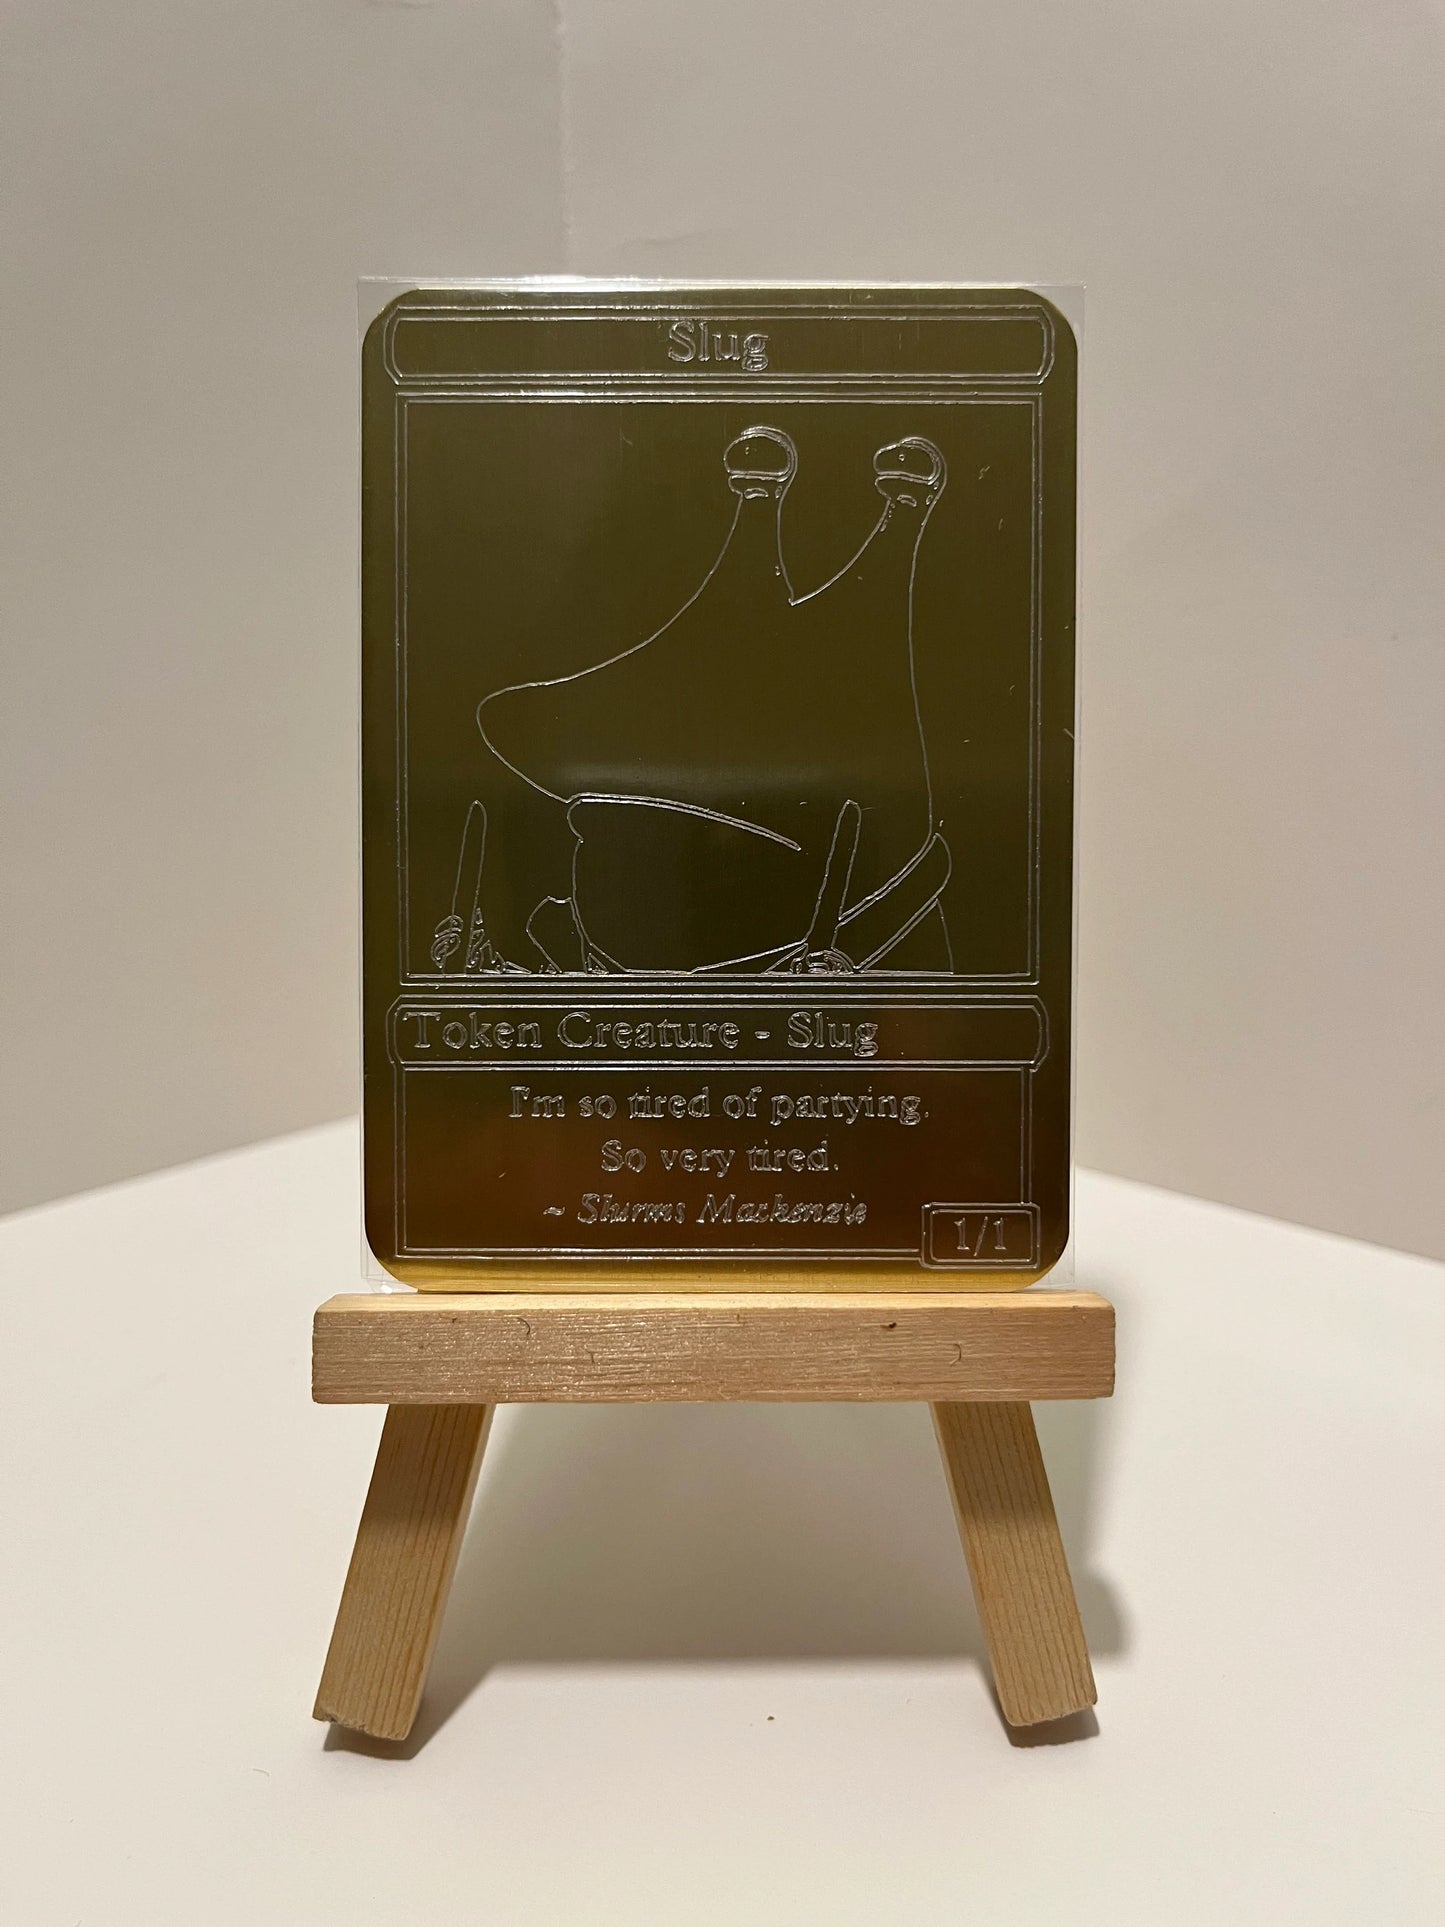 Slug
Token Creature - Slug
I'm so tired of partying.
So very tired.
~ Slurms Mackenzie
1/1